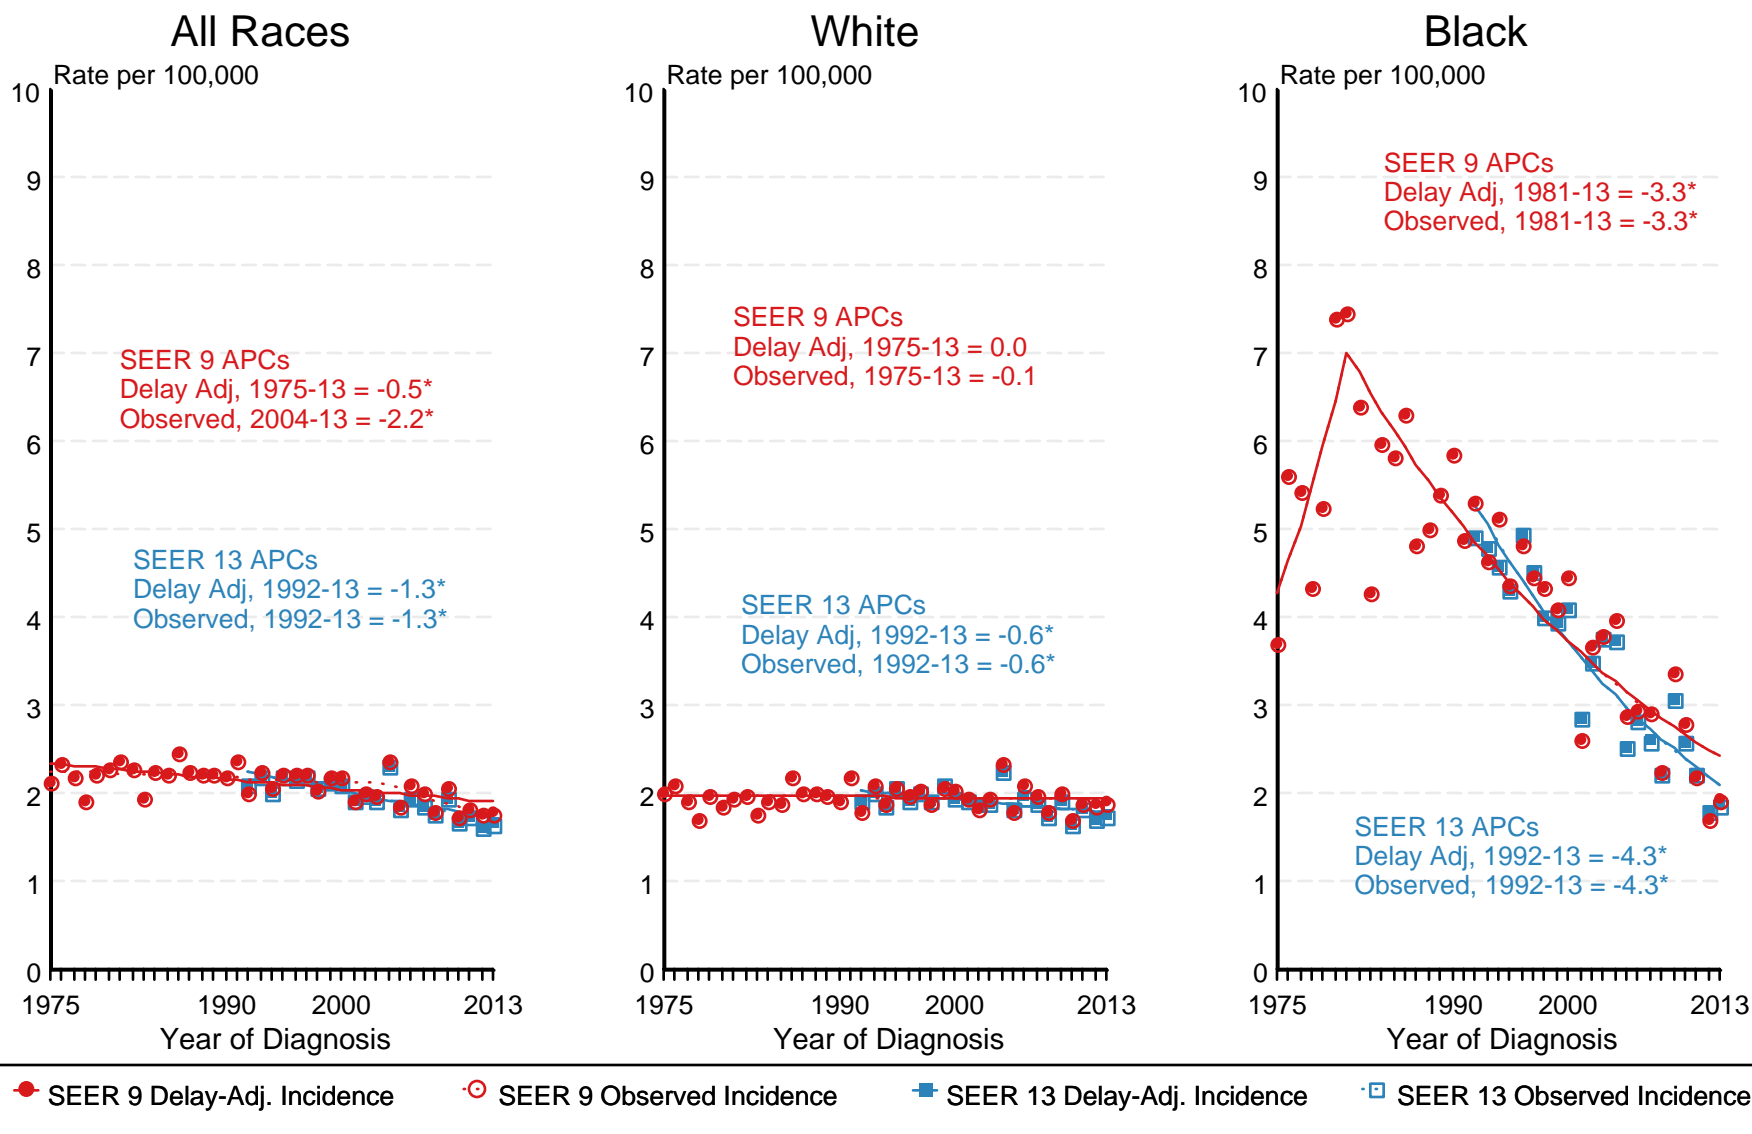 All Races
Rate per 100,000
10
9
8
7
6
5
4
3
2
1
0
SEER 9 APCs
Delay Adj, 1975-13 = -0.5*
Observed, 2004-13 = -2.2*
SEER 13 APCs
Delay Adj, 1992-13 = -1.3*
Observed, 1992-13 = -1.3*
1975 1990 2000 2013
Year of Diagnosis
White
Rate per 100,000
10
9
8
7
6
5
4
3
2
1
0
SEER 9 APCs
Delay Adj, 1975-13 = 0.0
Observed, 1975-13 = -0.1
SEER 13 APCs
Delay Adj, 1992-13 = -0.6*
Observed, 1992-13 = -0.6*
1975 1990 2000 2013
Year of Diagnosis
Black
Rate per 100,000
10
9
8
7
6
5
4
3
2
1
0
SEER 9 APCs
Delay Adj, 1981-13 = -3.3*
Observed, 1981-13 = -3.3*
SEER 13 APCs
Delay Adj, 1992-13 = -4.3*
Observed, 1992-13 = -4.3*
1975 1990 2000 2013
Year of Diagnosis
SEER 9 Delay-Adj. Incidence SEER 9 Observed Incidence SEER 13 Delay-Adj. Incidence SEER 13 Observed Incidence